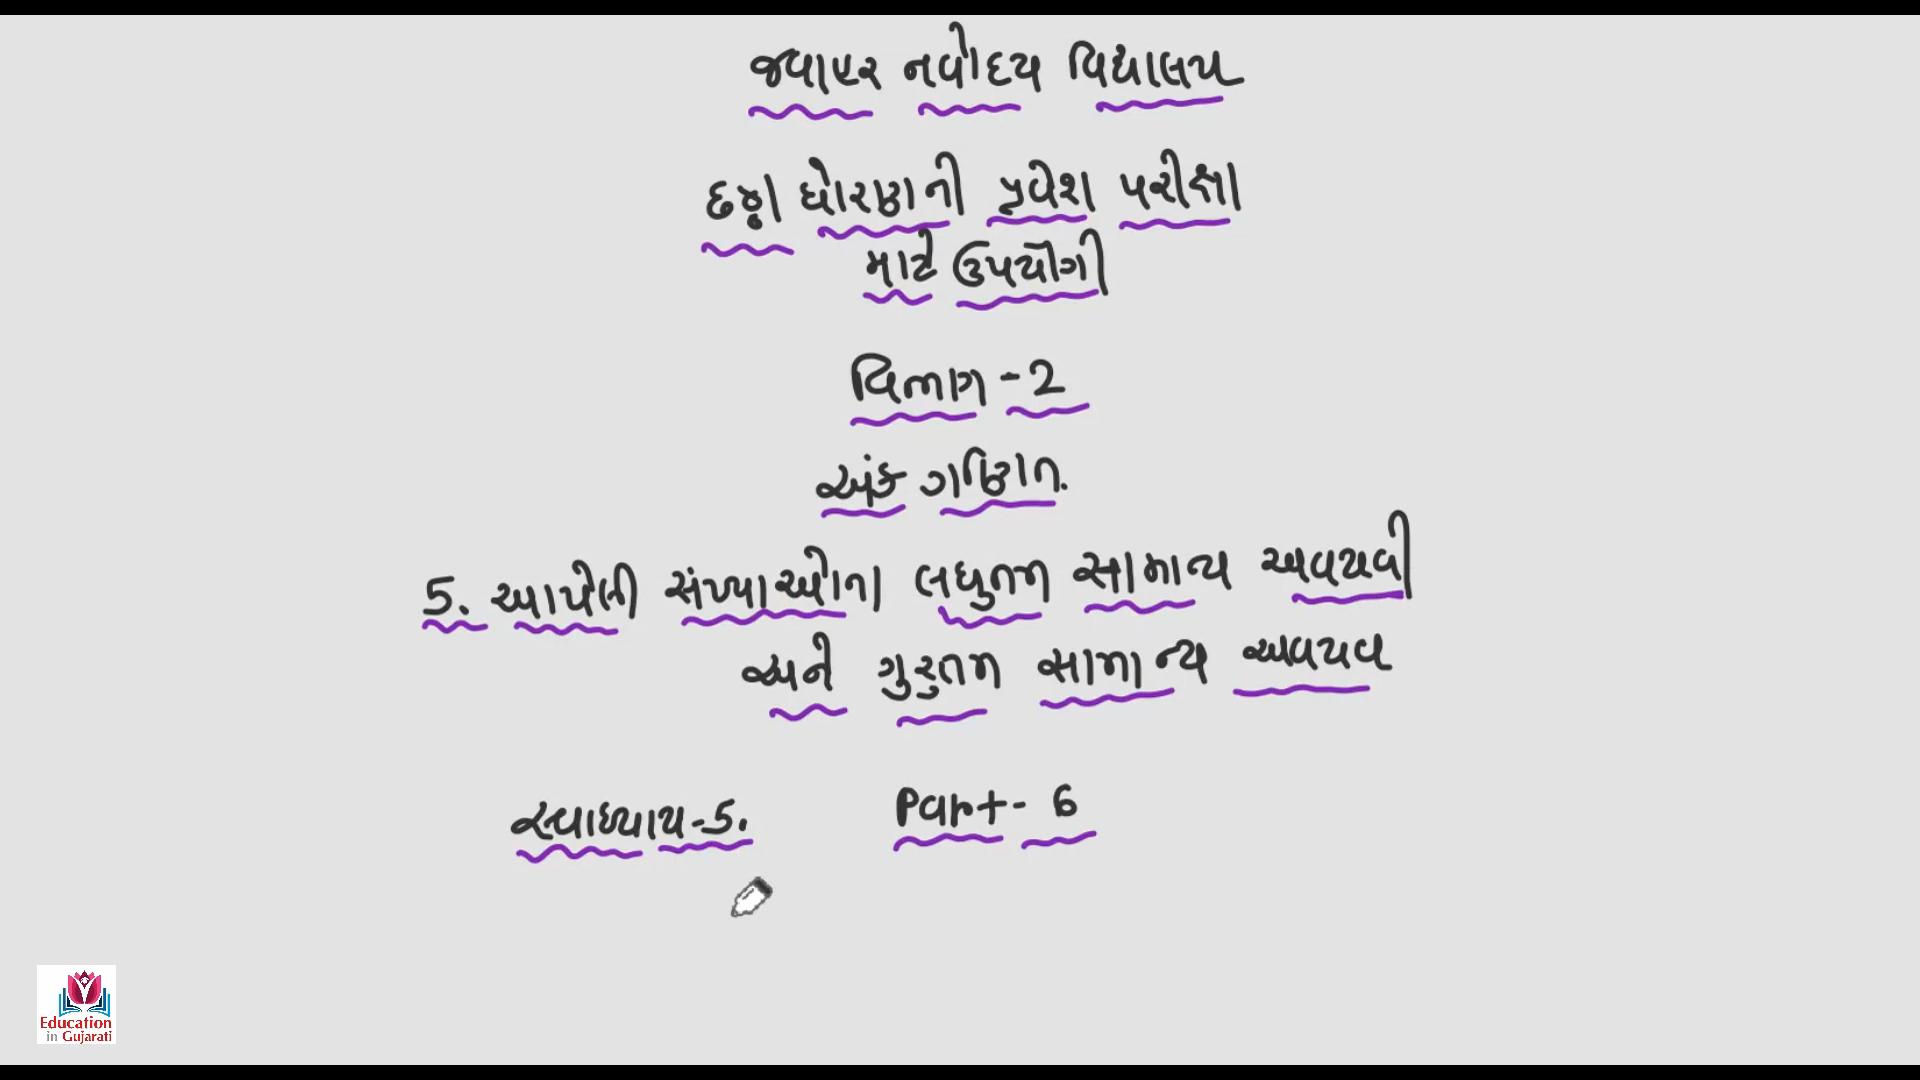 જવાહર નવોદય વિદ્યાલય
છઠ્ઠા ધોરણની પ્રવેશ પરીક્ષા
માટે ઉપયોગી
વિભાગ - 2
અંક ગણિત.
5. આપેલી સંખ્યાઓના લઘુતમ સામાન્ય અવયવી
અને ગુરુતમ સામાન્ય અવયવ
સ્વાધ્યાય-5. Part - 6
Education
in Gujarati